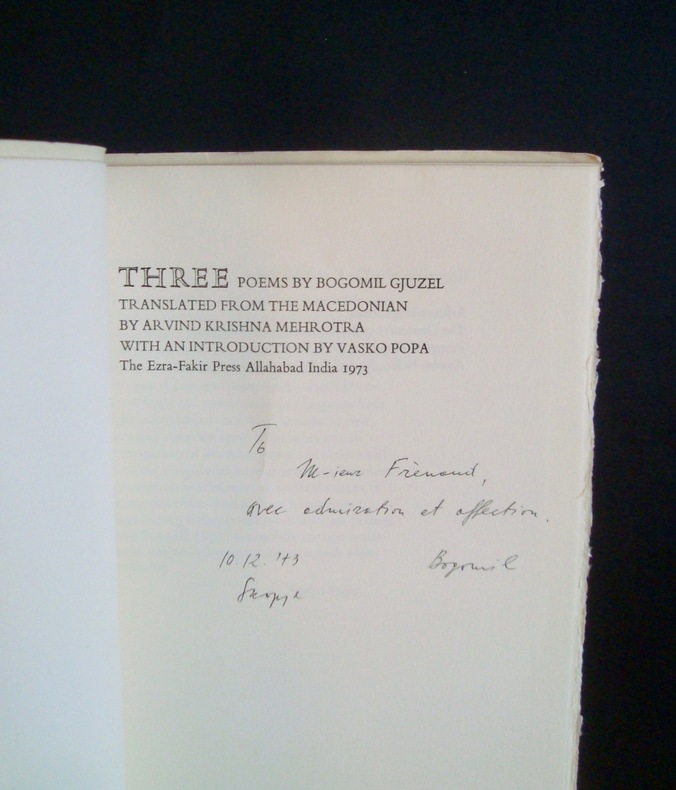 THREE POEMS BY BOGOMIL GJUZEL
TRANSLATED FROM THE MACEDONIAN
BY ARVIND KRISHNA MEHROTRA
WITH AN INTRODUCTION BY VASKO POPA
The Ezra-Fakir Press Allahabad India 1973
To
M-ieur Frénaud,
avec admiration et affection.
10.12.'73 Bogomil
Skopje